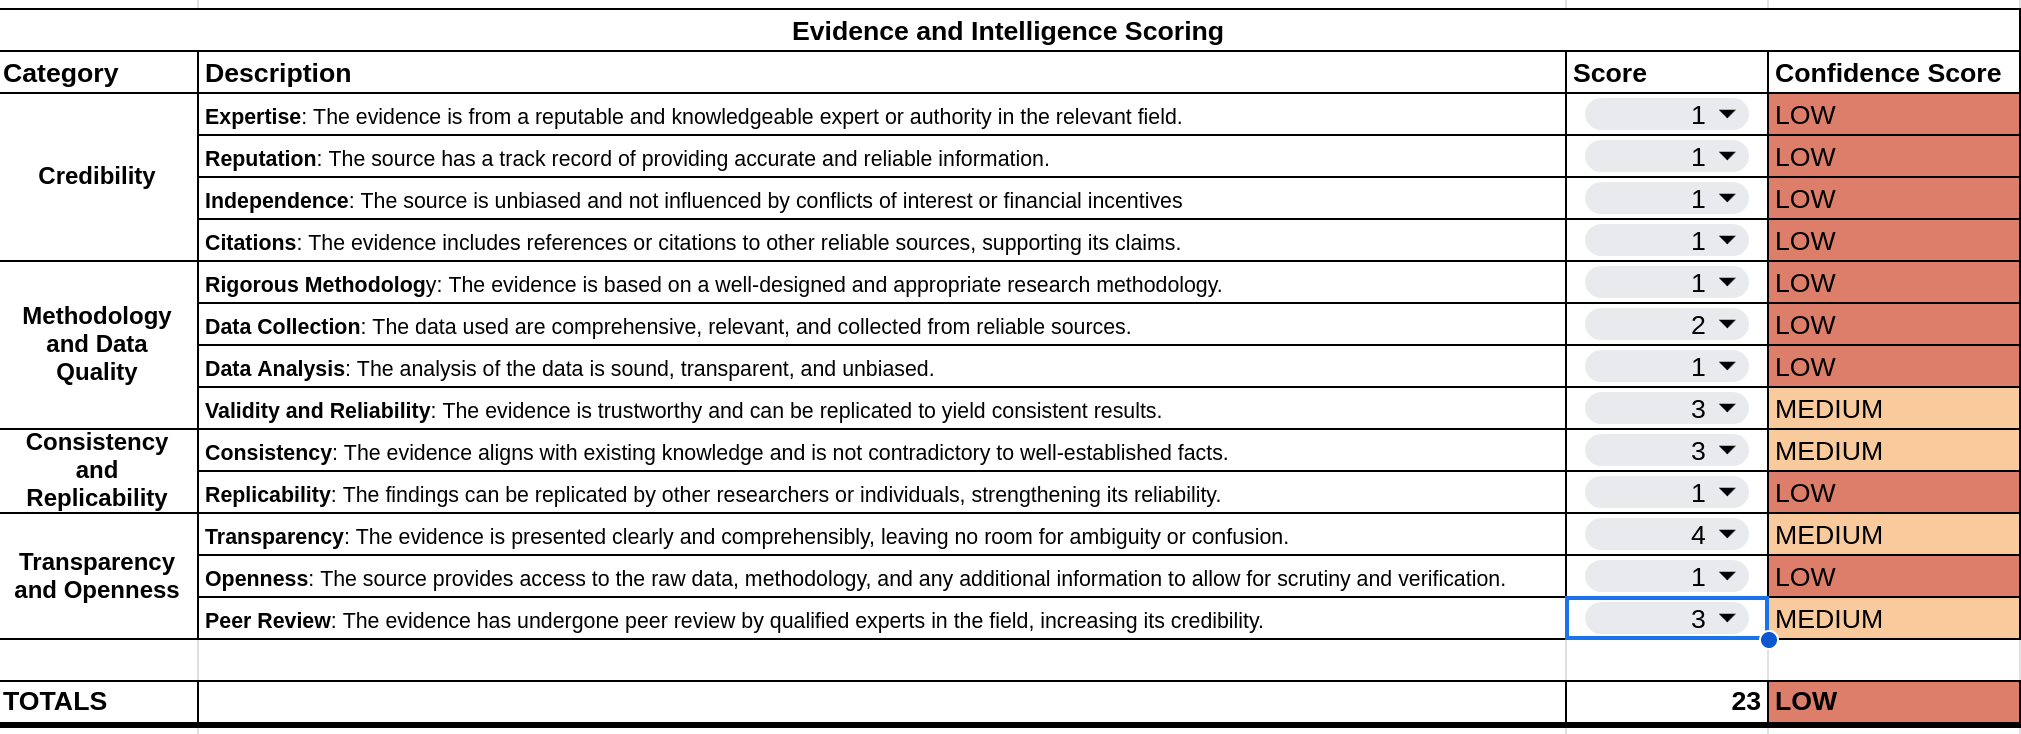 Evidence and Intelligence Scoring
Category Description Score Confidence Score
Credibility
Expertise: The evidence is from a reputable and knowledgeable expert or authority in the relevant field. 1 LOW
Reputation: The source has a track record of providing accurate and reliable information. 1 LOW
Independence: The source is unbiased and not influenced by conflicts of interest or financial incentives 1 LOW
Citations: The evidence includes references or citations to other reliable sources, supporting its claims. 1 LOW
Methodology
and Data
Quality
Rigorous Methodology: The evidence is based on a well-designed and appropriate research methodology. 1 LOW
Data Collection: The data used are comprehensive, relevant, and collected from reliable sources. 2 LOW
Data Analysis: The analysis of the data is sound, transparent, and unbiased. 1 LOW
Validity and Reliability: The evidence is trustworthy and can be replicated to yield consistent results. 3 MEDIUM
Consistency
and
Replicability
Consistency: The evidence aligns with existing knowledge and is not contradictory to well-established facts. 3 MEDIUM
Replicability: The findings can be replicated by other researchers or individuals, strengthening its reliability. 1 LOW
Transparency
and Openness
Transparency: The evidence is presented clearly and comprehensibly, leaving no room for ambiguity or confusion. 4 MEDIUM
Openness: The source provides access to the raw data, methodology, and any additional information to allow for scrutiny and verification. 1 LOW
Peer Review: The evidence has undergone peer review by qualified experts in the field, increasing its credibility. 3 MEDIUM
TOTALS 23 LOW